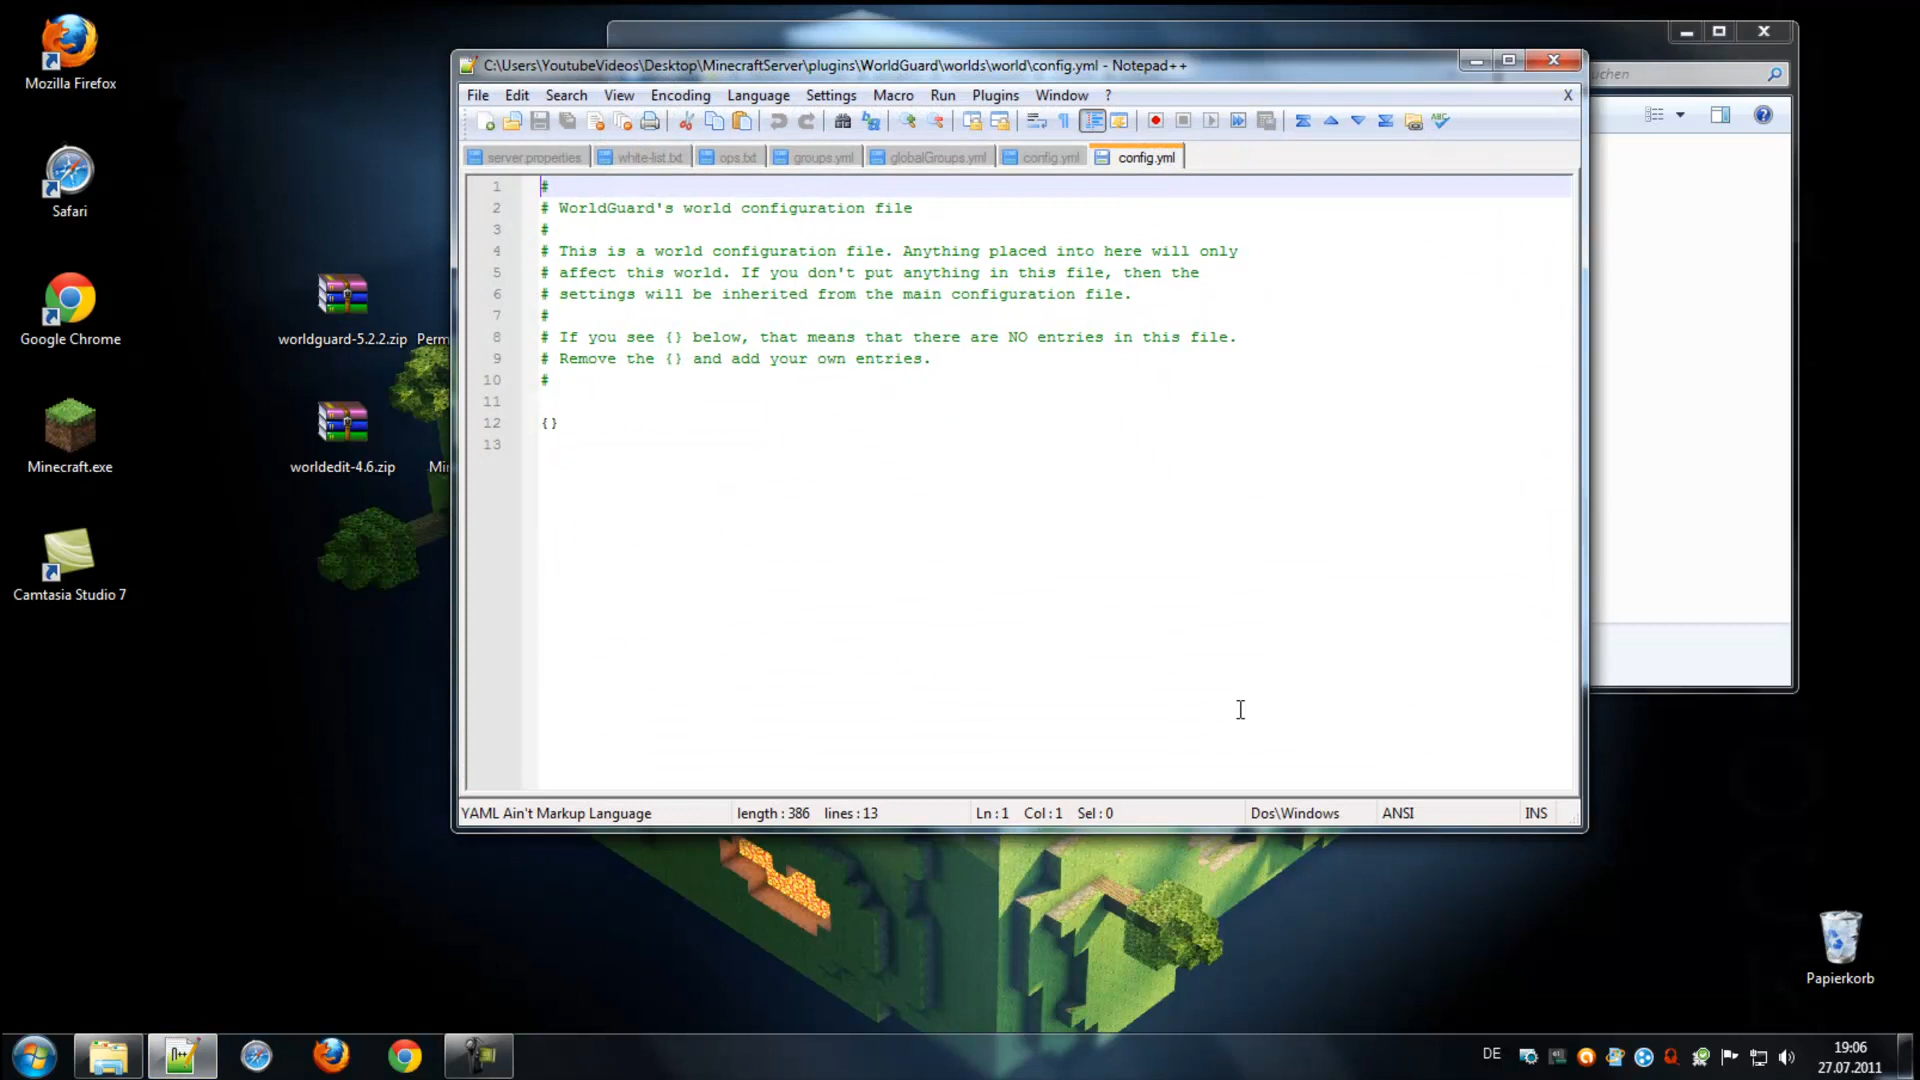 Mozilla Firefox
Safari
Google Chrome
Minecraft.exe
Camtasia Studio 7
worldguard-5.2.2.zip
Perm
worldedit-4.6.zip
Mi
uchen
C:\Users\YoutubeVideos\Desktop\MinecraftServer\plugins\WorldGuard\worlds\world\config.yml - Notepad++
File Edit Search View Encoding Language Settings Macro Run Plugins Window ?
X
server.properties white-list.txt ops.txt groups.yml globalGroups.yml config.yml config.yml
1 #
2 # WorldGuard's world configuration file
3 #
4 # This is a world configuration file. Anything placed into here will only
5 # affect this world. If you don't put anything in this file, then the
6 # settings will be inherited from the main configuration file.
7 #
8 # If you see {} below, that means that there are NO entries in this file.
9 # Remove the {} and add your own entries.
10 #
11
12 {}
13
YAML Ain't Markup Language length : 386 lines : 13 Ln : 1 Col : 1 Sel : 0 Dos\Windows ANSI INS
Papierkorb
DE
19:06
27.07.2011